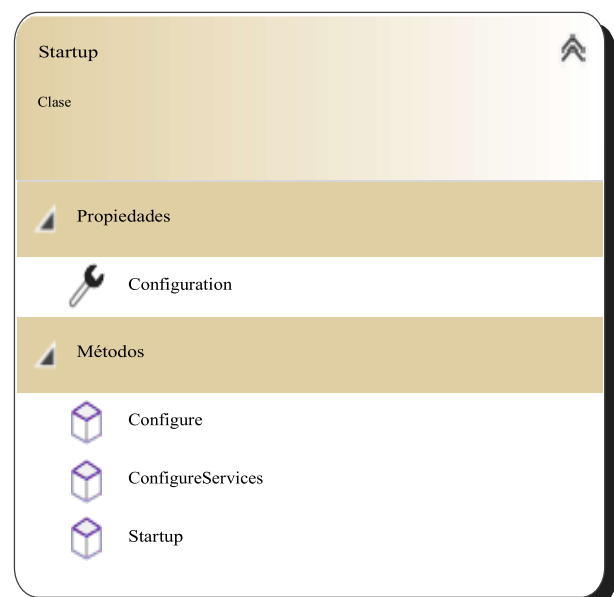 Startup
Clase
Propiedades
Configuration
Métodos
Configure
ConfigureServices
Startup